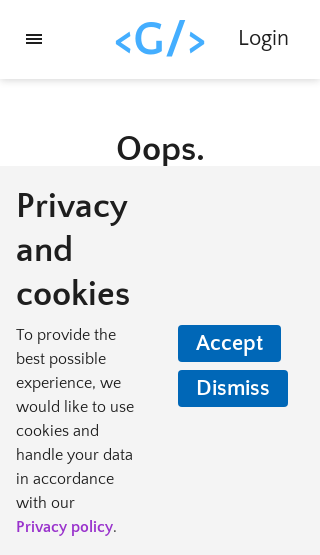 <G/>
Login
Oops.
Privacy
and
cookies
To provide the
best possible
experience, we
would like to use
cookies and
handle your data
in accordance
with our
Privacy policy.
Accept
Dismiss